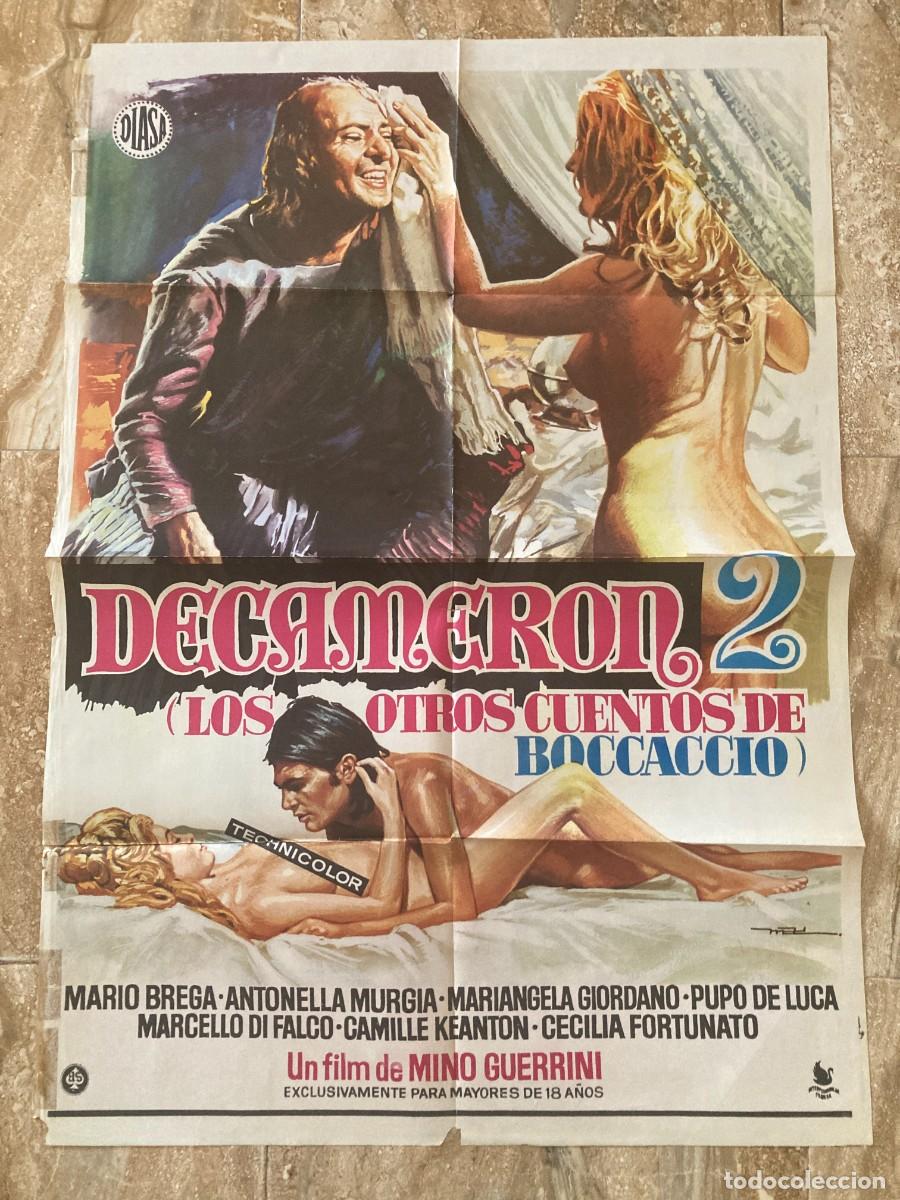 DIASA
DECAMERON 2
(LOS OTROS CUENTOS DE
BOCCACCIO)
TECHNICOLOR
MARIO BREGA · ANTONELLA MURGIA · MARIANGELA GIORDANO · PUPO DE LUCA
MARCELLO DI FALCO · CAMILLE KEANTON · CECILIA FORTUNATO
Un film de MINO GUERRINI
EXCLUSIVAMENTE PARA MAYORES DE 18 AÑOS
todocoleccion